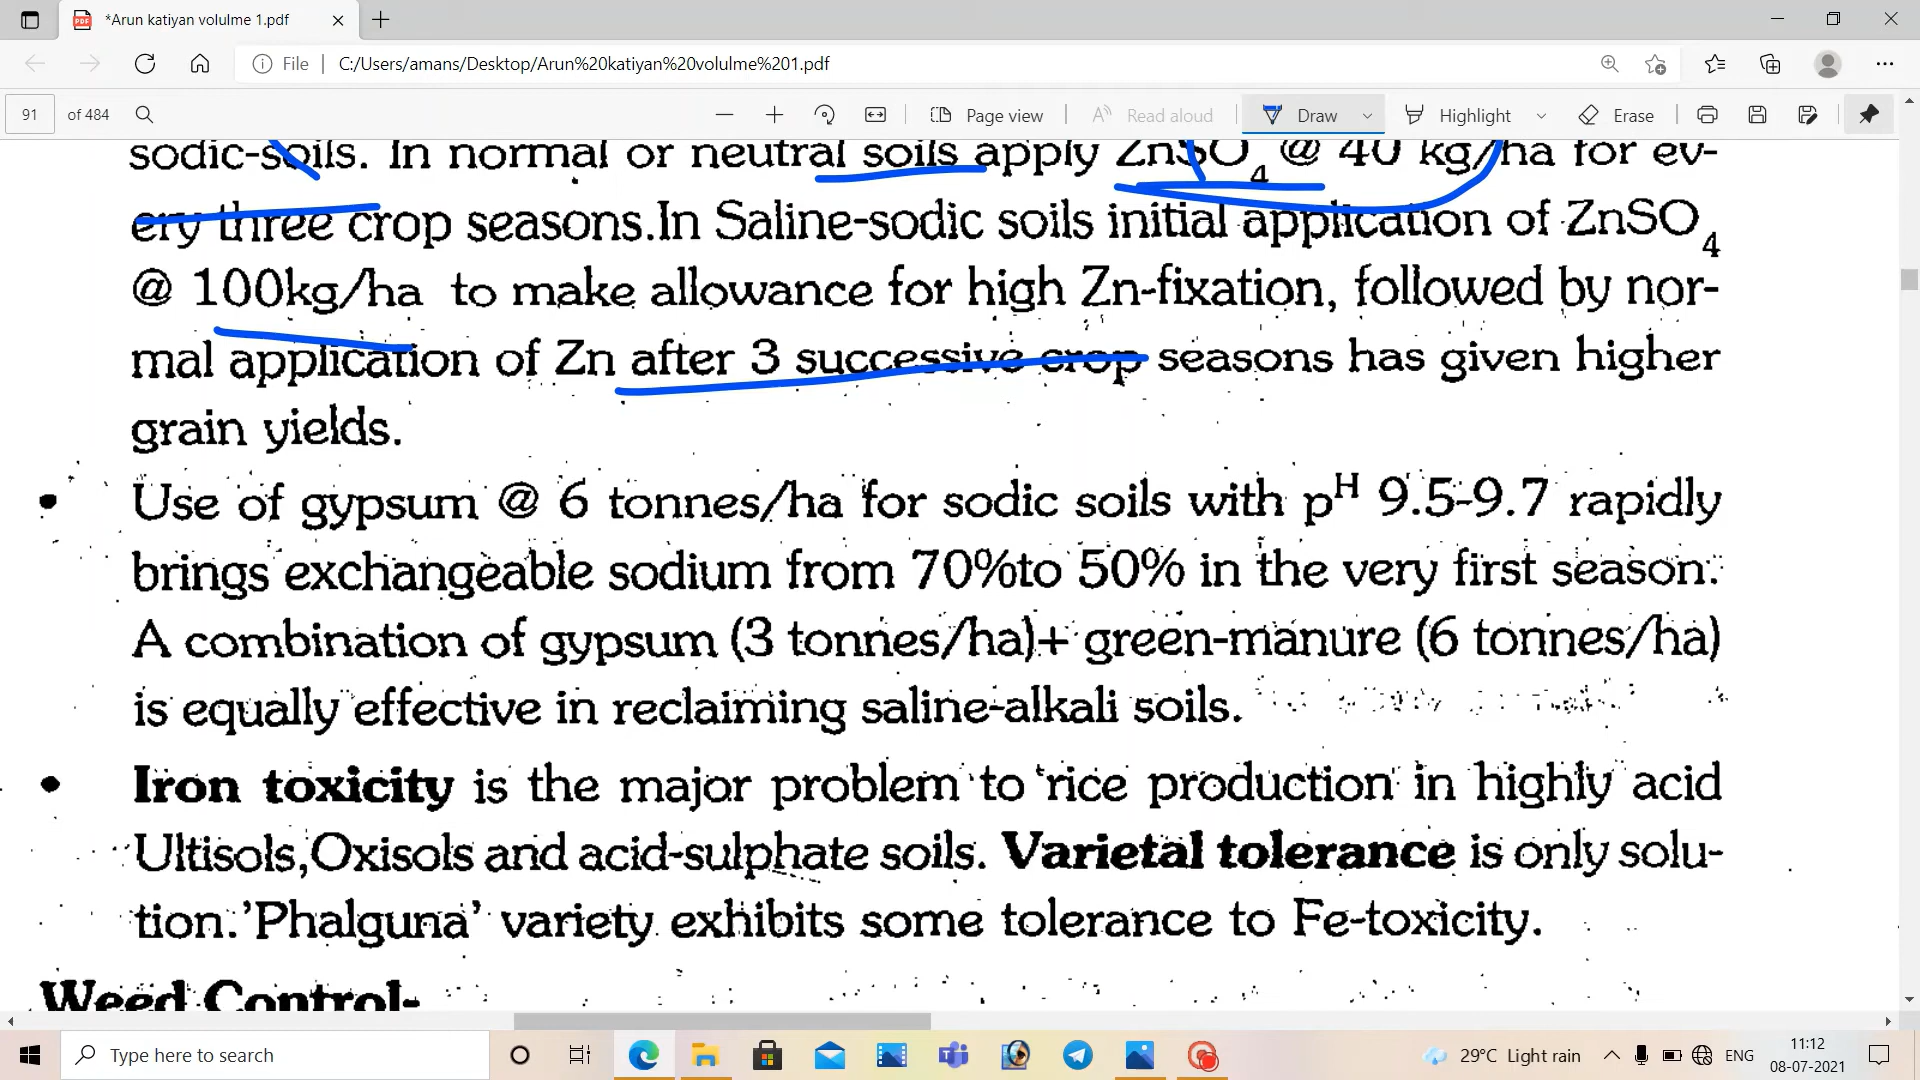 *Arun katiyan volulme 1.pdf
File
C:/Users/amans/Desktop/Arun%20katiyan%20volulme%201.pdf
91 of 484
Page view
Read aloud
Draw
Highlight
Erase
sodic-soils. In normal or neutral soils apply ZnSO4 @ 40 kg/ha for ev-
ery three crop seasons.In Saline-sodic soils initial application of ZnSO4
@ 100kg/ha to make allowance for high Zn-fixation, followed by nor-
mal application of Zn after 3 successive crop seasons has given higher
grain yields.
• Use of gypsum @ 6 tonnes/ha for sodic soils with pH 9.5-9.7 rapidly
brings exchangeable sodium from 70%to 50% in the very first season.
A combination of gypsum (3 tonnes/ha)+ green-manure (6 tonnes/ha)
is equally effective in reclaiming saline-alkali soils.
• Iron toxicity is the major problem to rice production in highly acid
Ultisols,Oxisols and acid-sulphate soils. Varietal tolerance is only solu-
tion.'Phalguna' variety exhibits some tolerance to Fe-toxicity.
Weed Control-
Type here to search
29°C Light rain
ENG
11:12
08-07-2021